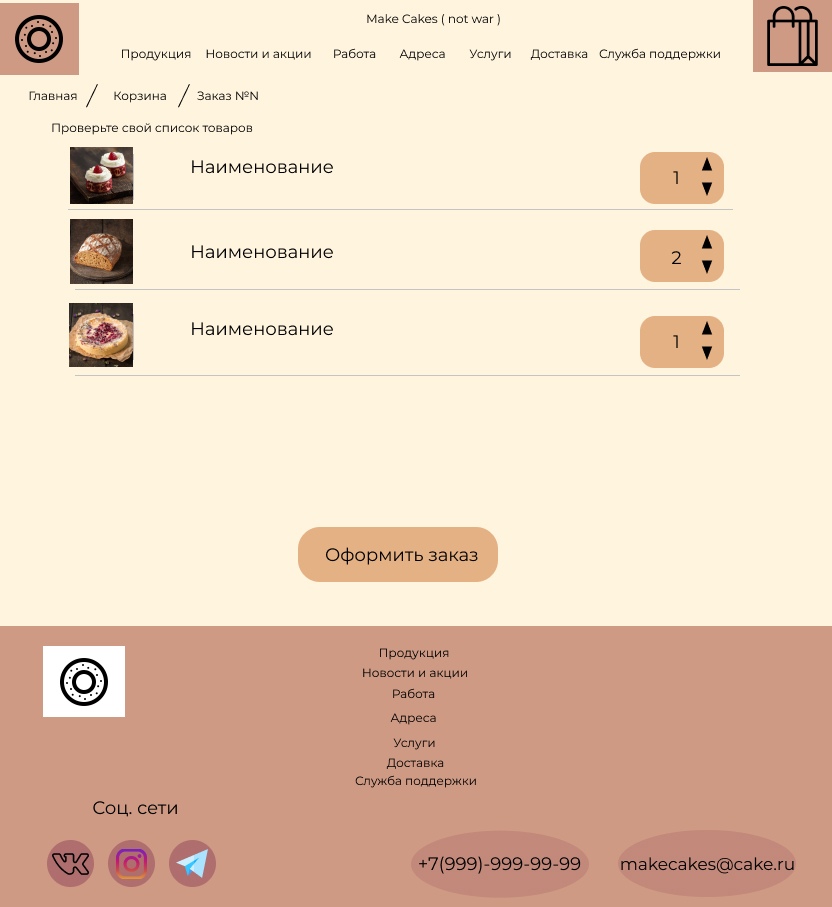 Make Cakes ( not war )
Продукция Новости и акции Работа Адреса Услуги Доставка Служба поддержки
Главная / Корзина / Заказ №N
Проверьте свой список товаров
Наименование 1
Наименование 2
Наименование 1
Оформить заказ
Продукция
Новости и акции
Работа
Адреса
Услуги
Доставка
Служба поддержки
Соц. сети
+7(999)-999-99-99 makecakes@cake.ru